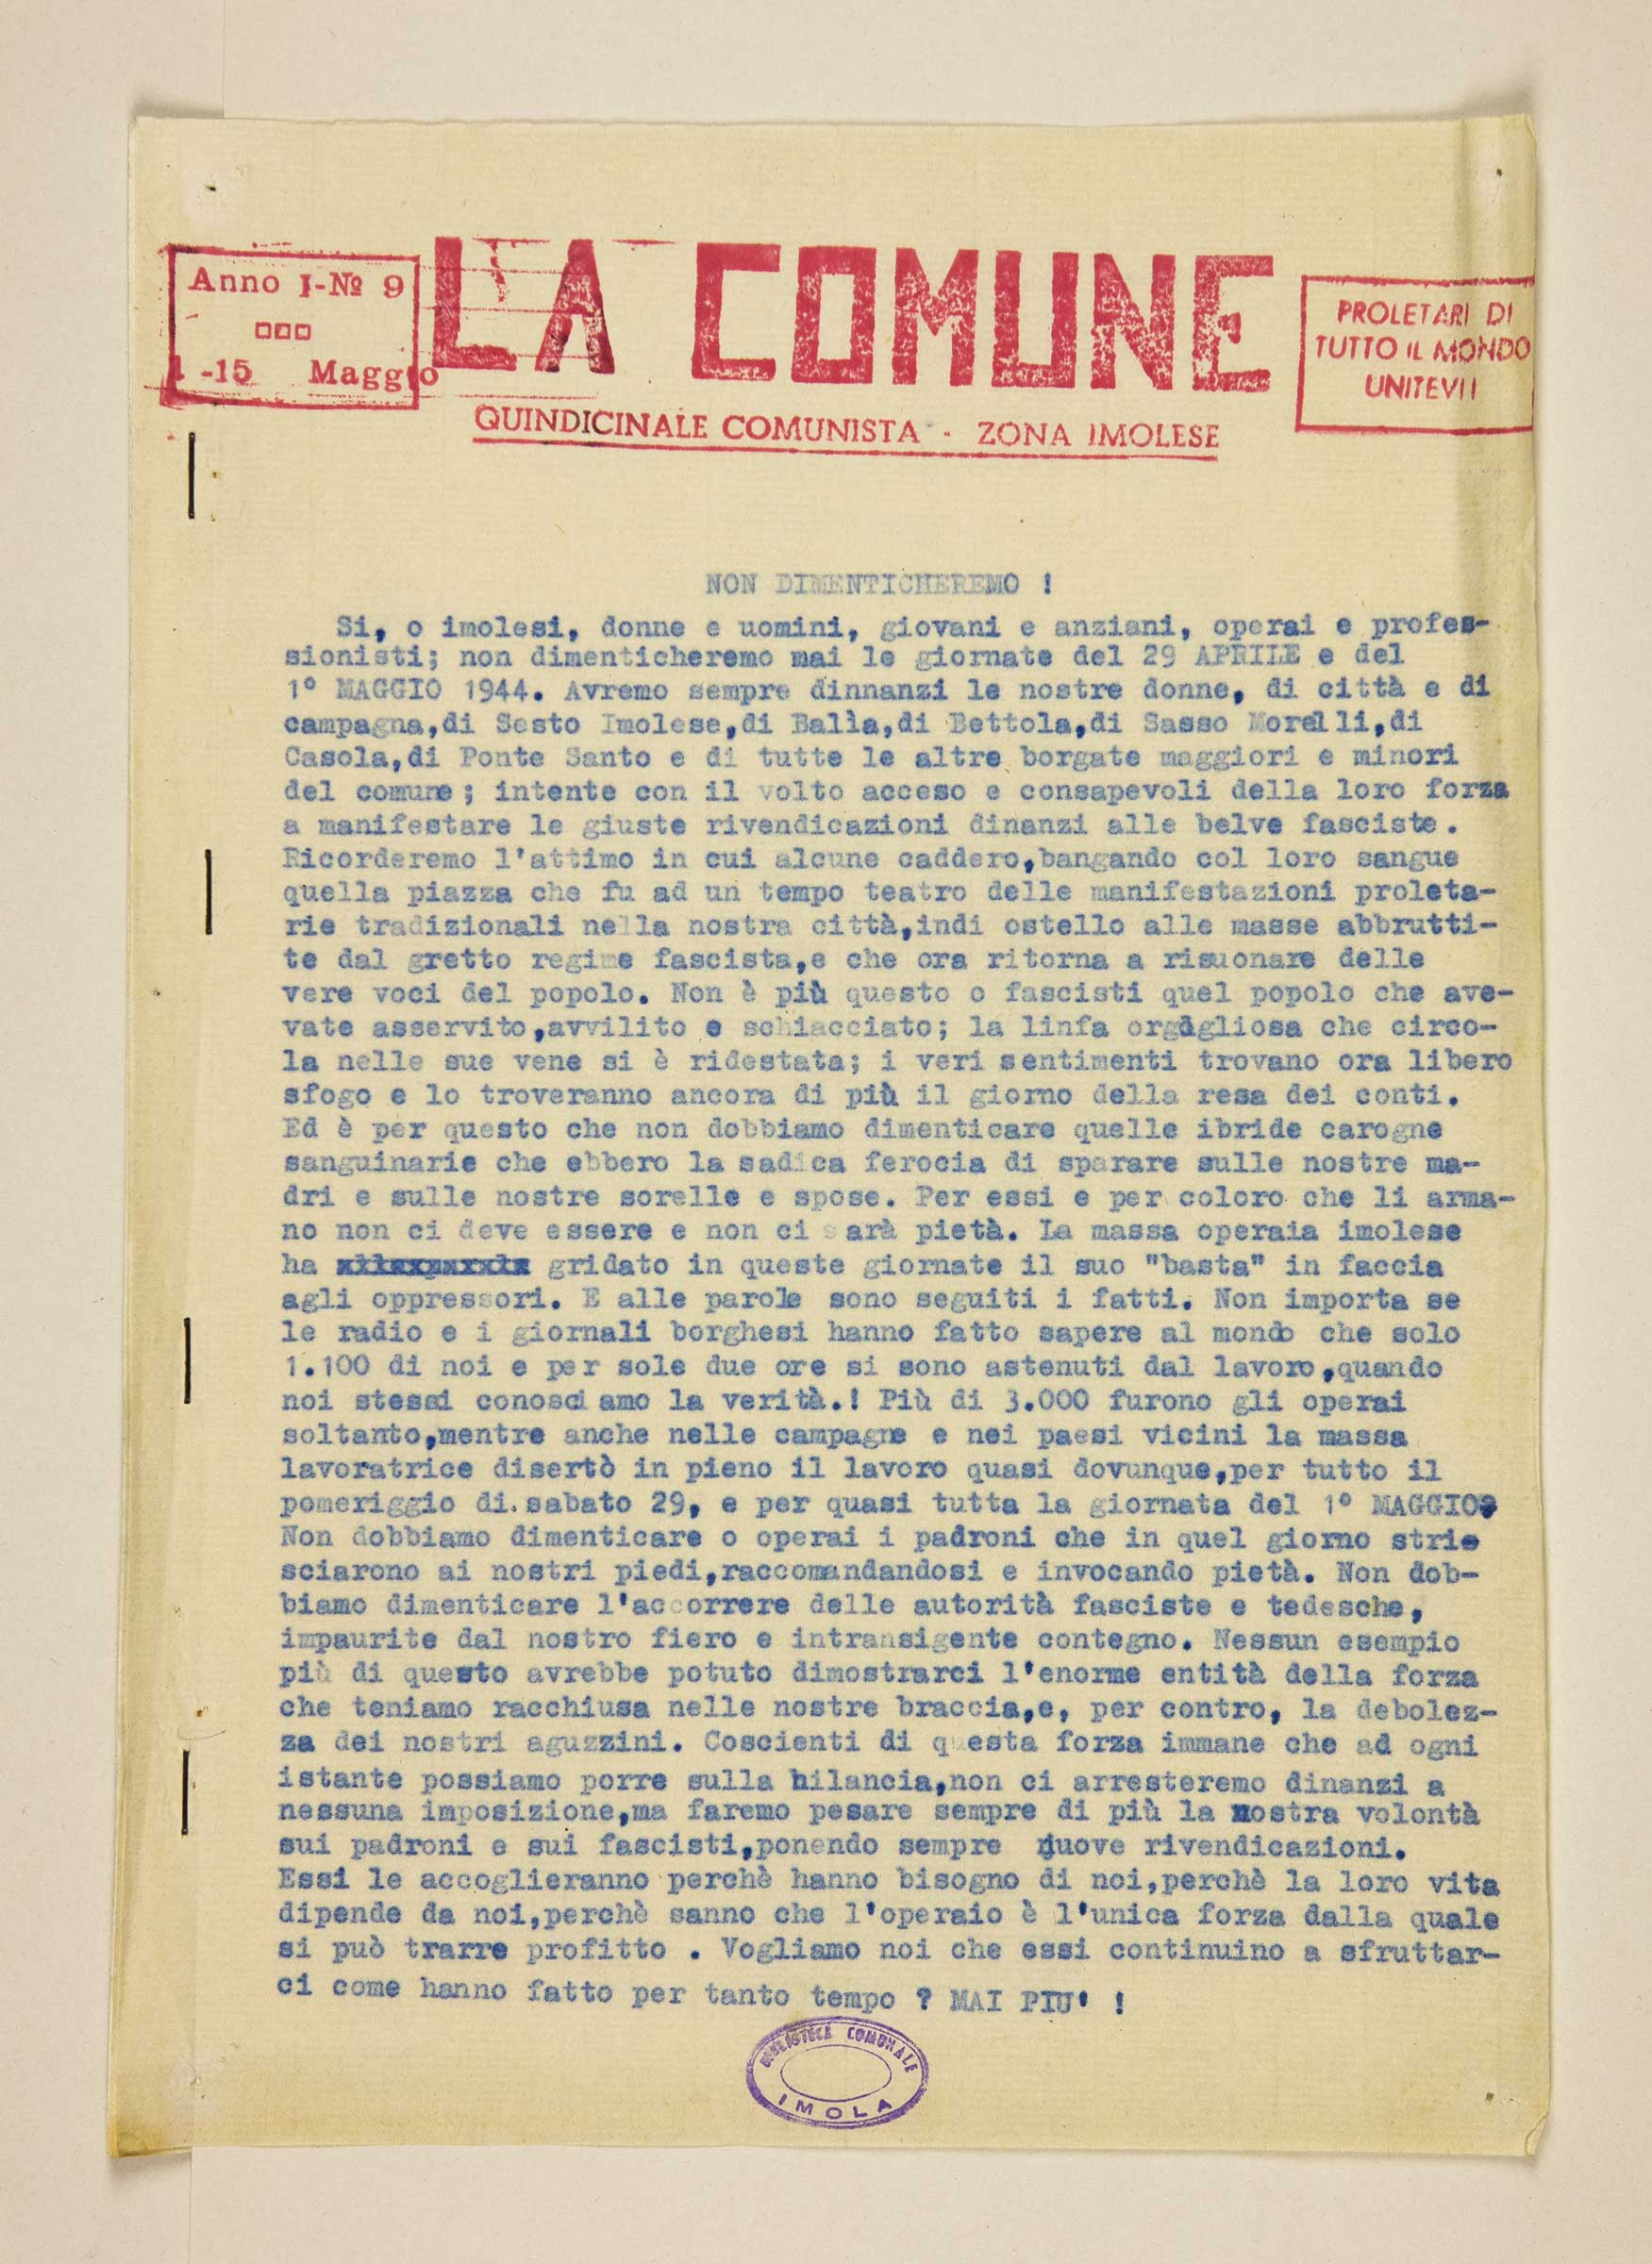 Anno I-Nº 9
1 -15 Maggio
LA COMUNE
QUINDICINALE COMUNISTA - ZONA IMOLESE
PROLETARI DI
TUTTO IL MONDO
UNITEVI!
NON DIMENTICHEREMO !
Si, o imolesi, donne e uomini, giovani e anziani, operai e profes-
sionisti; non dimenticheremo mai le giornate del 29 APRILE e del
1° MAGGIO 1944. Avremo sempre dinnanzi le nostre donne, di città e di
campagna,di Sesto Imolese,di Balìa,di Bettola,di Sasso Morelli,di
Casola,di Ponte Santo e di tutte le altre borgate maggiori e minori
del comune; intente con il volto acceso e consapevoli della loro forza
a manifestare le giuste rivendicazioni dinanzi alle belve fasciste.
Ricorderemo l'attimo in cui alcune caddero,bangando col loro sangue
quella piazza che fu ad un tempo teatro delle manifestazioni proleta-
rie tradizionali nella nostra città,indi ostello alle masse abbrutti-
te dal gretto regime fascista,e che ora ritorna a risuonare delle
vere voci del popolo. Non è più questo o fascisti quel popolo che ave-
vate asservito,avvilito e schiacciato; la linfa orgogliosa che circo-
la nelle sue vene si è ridestata; i veri sentimenti trovano ora libero
sfogo e lo troveranno ancora di più il giorno della resa dei conti.
Ed è per questo che non dobbiamo dimenticare quelle ibride carogne
sanguinarie che ebbero la sadica ferocia di sparare sulle nostre ma-
dri e sulle nostre sorelle e spose. Per essi e per coloro che li arma-
no non ci deve essere e non ci sarà pietà. La massa operaia imolese
ha gridato in queste giornate il suo "basta" in faccia
agli oppressori. E alle parole sono seguiti i fatti. Non importa se
le radio e i giornali borghesi hanno fatto sapere al mondo che solo
1.100 di noi e per sole due ore si sono astenuti dal lavoro,quando
noi stessi conosciamo la verità.! Più di 3.000 furono gli operai
soltanto,mentre anche nelle campagne e nei paesi vicini la massa
lavoratrice disertò in pieno il lavoro quasi dovunque,per tutto il
pomeriggio di.sabato 29, e per quasi tutta la giornata del 1° MAGGIO.
Non dobbiamo dimenticare o operai i padroni che in quel giorno stri-
sciarono ai nostri piedi,raccomandandosi e invocando pietà. Non dob-
biamo dimenticare l'accorrere delle autorità fasciste e tedesche,
impaurite dal nostro fiero e intransigente contegno. Nessun esempio
più di questo avrebbe potuto dimostrarci l'enorme entità della forza
che teniamo racchiusa nelle nostre braccia,e, per contro, la debolez-
za dei nostri aguzzini. Coscienti di questa forza immane che ad ogni
istante possiamo porre sulla bilancia,non ci arresteremo dinanzi a
nessuna imposizione,ma faremo pesare sempre di più la nostra volontà
sui padroni e sui fascisti,ponendo sempre nuove rivendicazioni.
Essi le accoglieranno perchè hanno bisogno di noi,perchè la loro vita
dipende da noi,perchè sanno che l'operaio è l'unica forza dalla quale
si può trarre profitto . Vogliamo noi che essi continuino a sfruttar-
ci come hanno fatto per tanto tempo ? MAI PIU' !
BIBLIOTECA COMUNALE
IMOLA